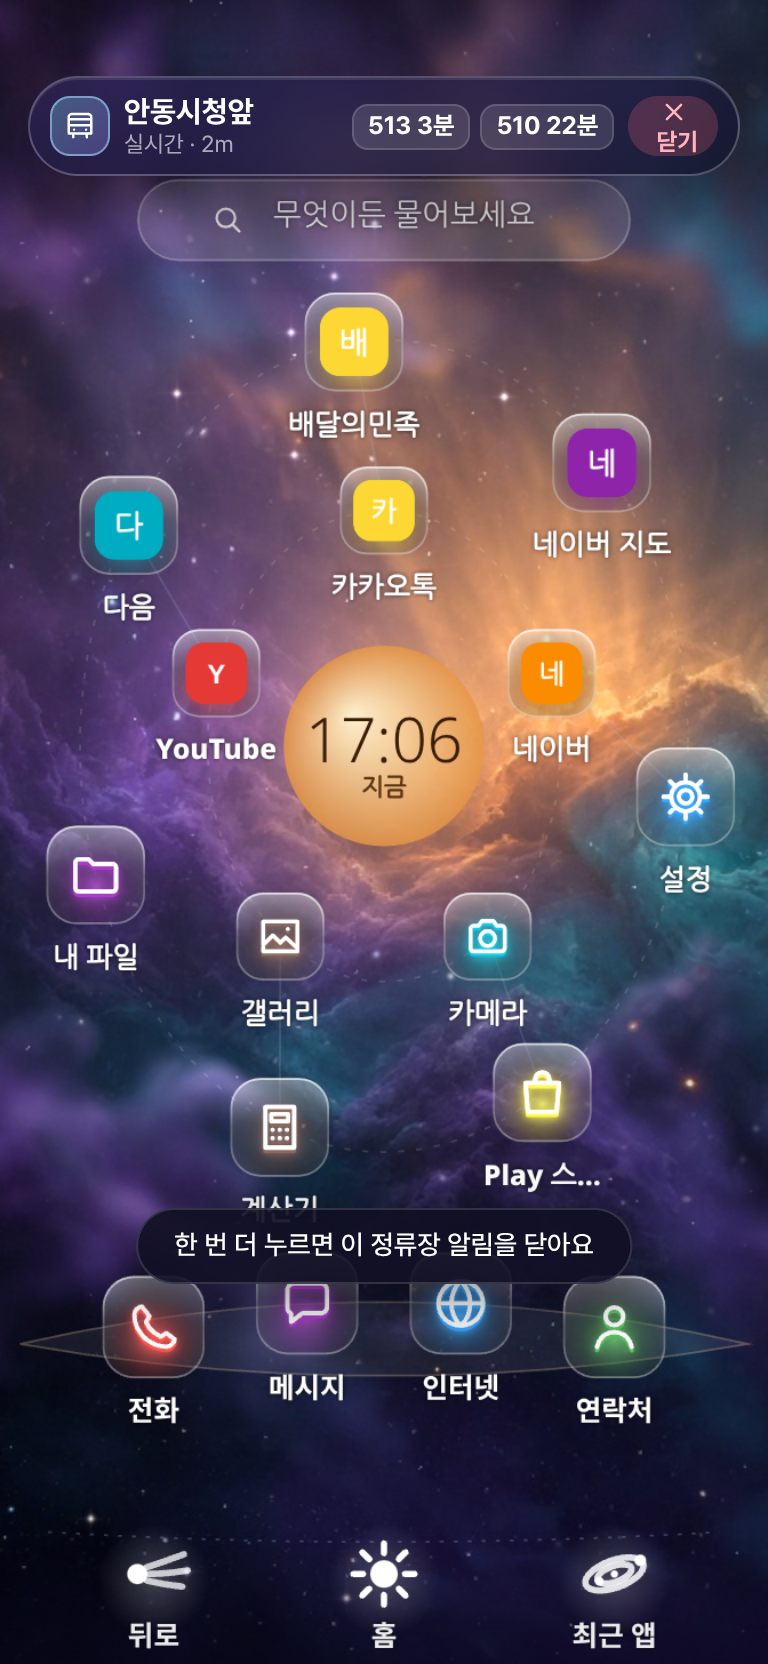 안동시청앞
실시간 · 2m
513 3분
510 22분
닫기
무엇이든 물어보세요
배
배달의민족
네
네이버 지도
다
다음
카
카카오톡
Y
YouTube
네
네이버
17:06
지금
설정
내 파일
갤러리
카메라
Play 스...
계산기
한 번 더 누르면 이 정류장 알림을 닫아요
전화
메시지
인터넷
연락처
뒤로
홈
최근 앱